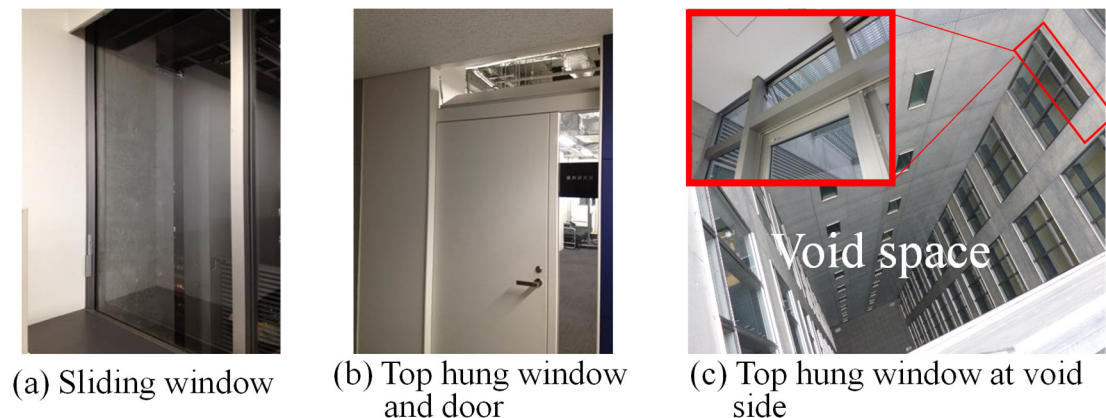 Void space
(a) Sliding window
(b) Top hung window
and door
(c) Top hung window at void
side